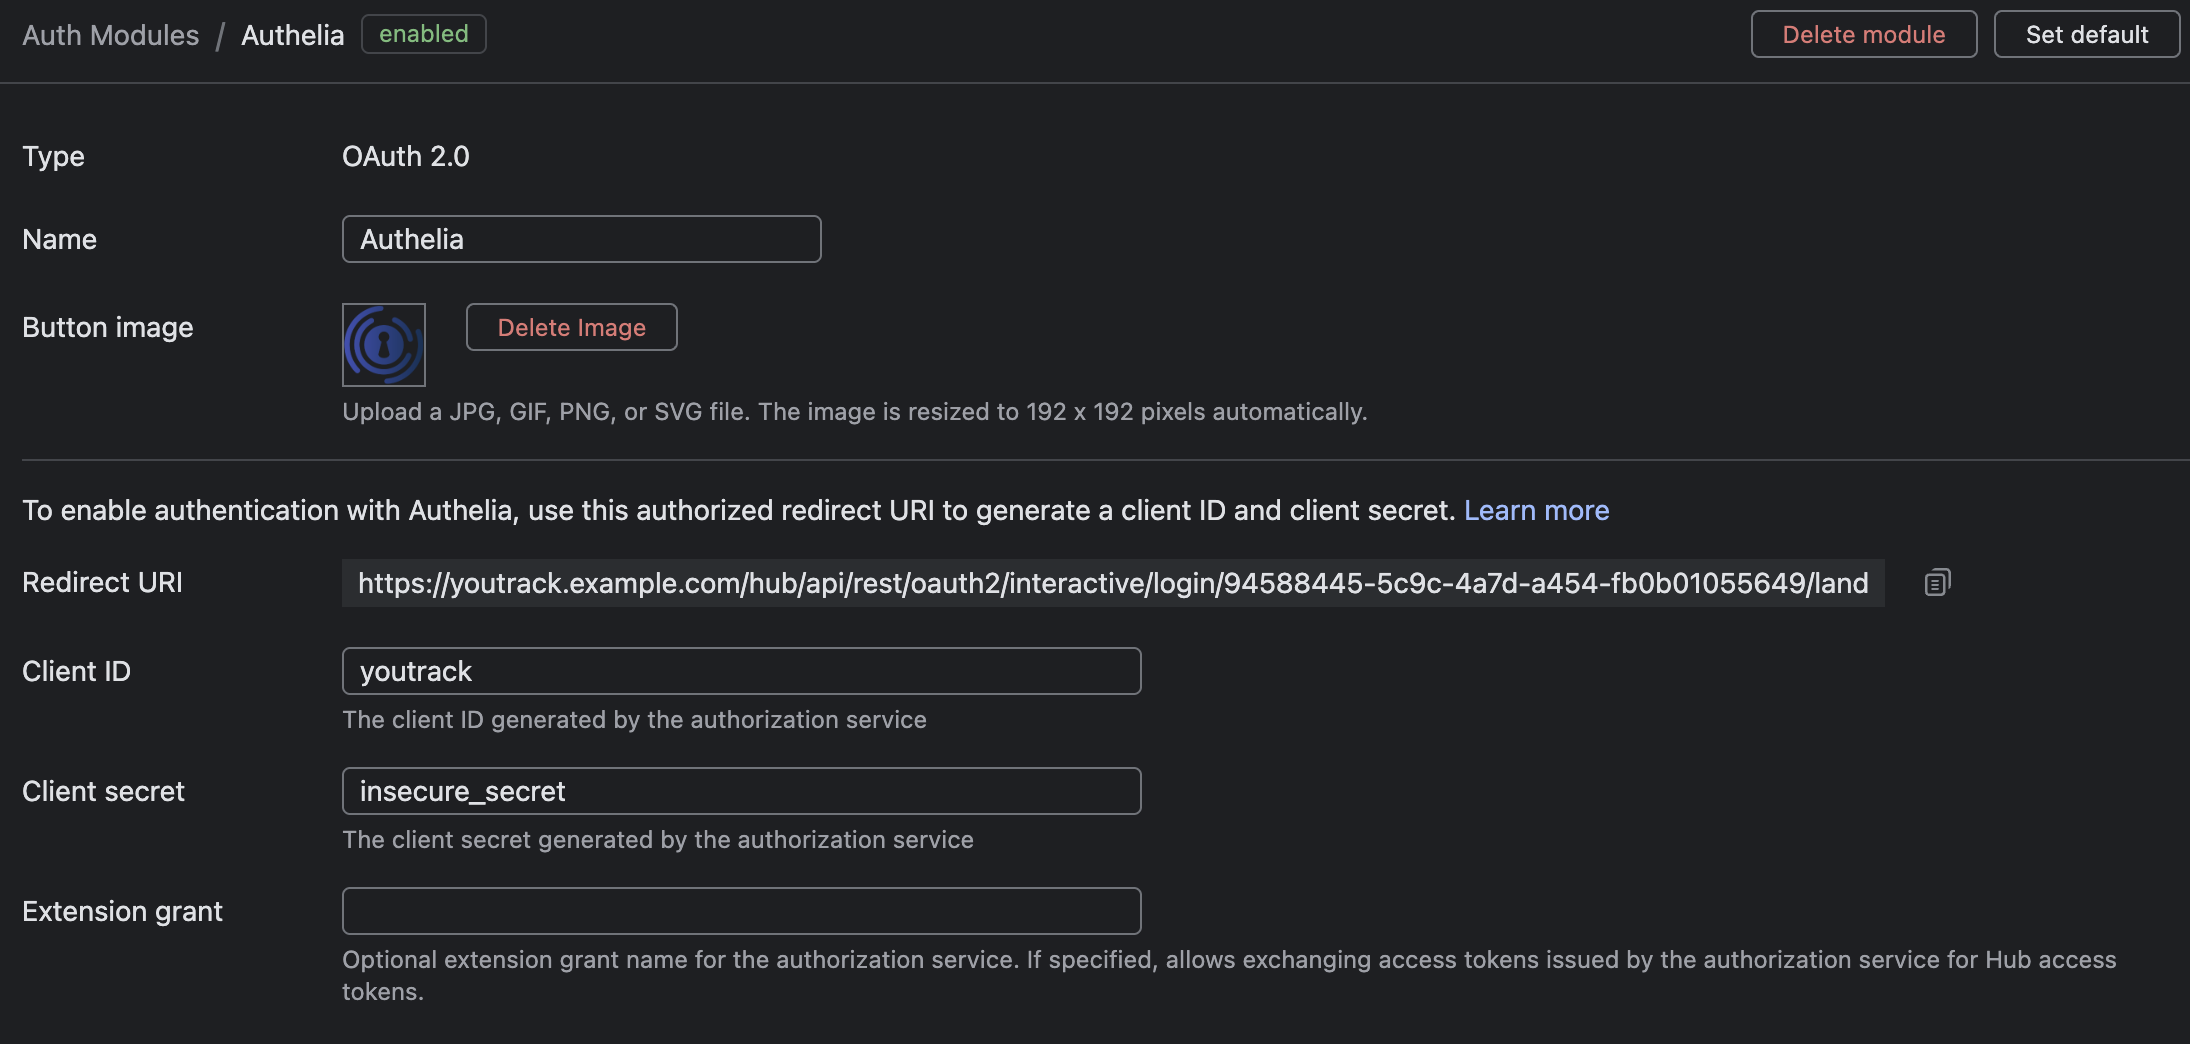 Auth Modules / Authelia enabled Delete module Set default
Type OAuth 2.0
Name Authelia
Button image Delete Image
Upload a JPG, GIF, PNG, or SVG file. The image is resized to 192 x 192 pixels automatically.
To enable authentication with Authelia, use this authorized redirect URI to generate a client ID and client secret. Learn more
Redirect URI https://youtrack.example.com/hub/api/rest/oauth2/interactive/login/94588445-5c9c-4a7d-a454-fb0b01055649/land
Client ID youtrack
The client ID generated by the authorization service
Client secret insecure_secret
The client secret generated by the authorization service
Extension grant
Optional extension grant name for the authorization service. If specified, allows exchanging access tokens issued by the authorization service for Hub access
tokens.